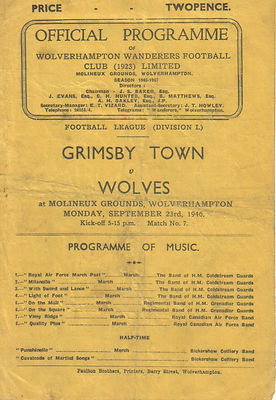 PRICE - - TWOPENCE.
OFFICIAL PROGRAMME
OF
WOLVERHAMPTON WANDERERS FOOTBALL
CLUB (1923) LIMITED
MOLINEUX GROUNDS, WOLVERHAMPTON.
SEASON 1946-1947
Directors :
Chairman - J. S. BAKER, Esq.
J. EVANS, Esq., C. H. HUNTER, Esq., B. MATTHEWS, Esq.,
A. H. OAKLEY, Esq., J.P.
Secretary-Manager: E. T. VIZARD. Assistant-Secretary: J. T. HOWLEY.
Telephone: Telegrams: "Wanderers," Wolverhampton.
FOOTBALL LEAGUE (DIVISION I.)
GRIMSBY TOWN
v
WOLVES
at MOLINEUX GROUNDS, WOLVERHAMPTON
MONDAY, SEPTEMBER 23rd, 1946.
Kick-off 5-15 p.m. Match No. 7.
PROGRAMME OF MUSIC.
1.—"Royal Air Force March Past" March The Band of H.M. Coldstream Guards
2.—"Milanollo" March The Band of H.M. Coldstream Guards
3.—"With Sword and Lance" March The Band of H.M. Coldstream Guards
4.—"Light of Foot" March The Band of H.M. Coldstream Guards
5.—"On the Mall" March Regimental Band of H.M. Grenadier Guards
6.—"On the Square" March Regimental Band of H.M. Grenadier Guards
7.—"Vimy Ridge" March Royal Canadian Air Force Band
8.—"Quality Plus" March Royal Canadian Air Force Band
HALF-TIME
"Punchinello" March Bickershaw Colliery Band
"Cavalcade of Martial Songs" Bickershaw Colliery Band
Paulton Brothers, Printers, Berry Street, Wolverhampton.